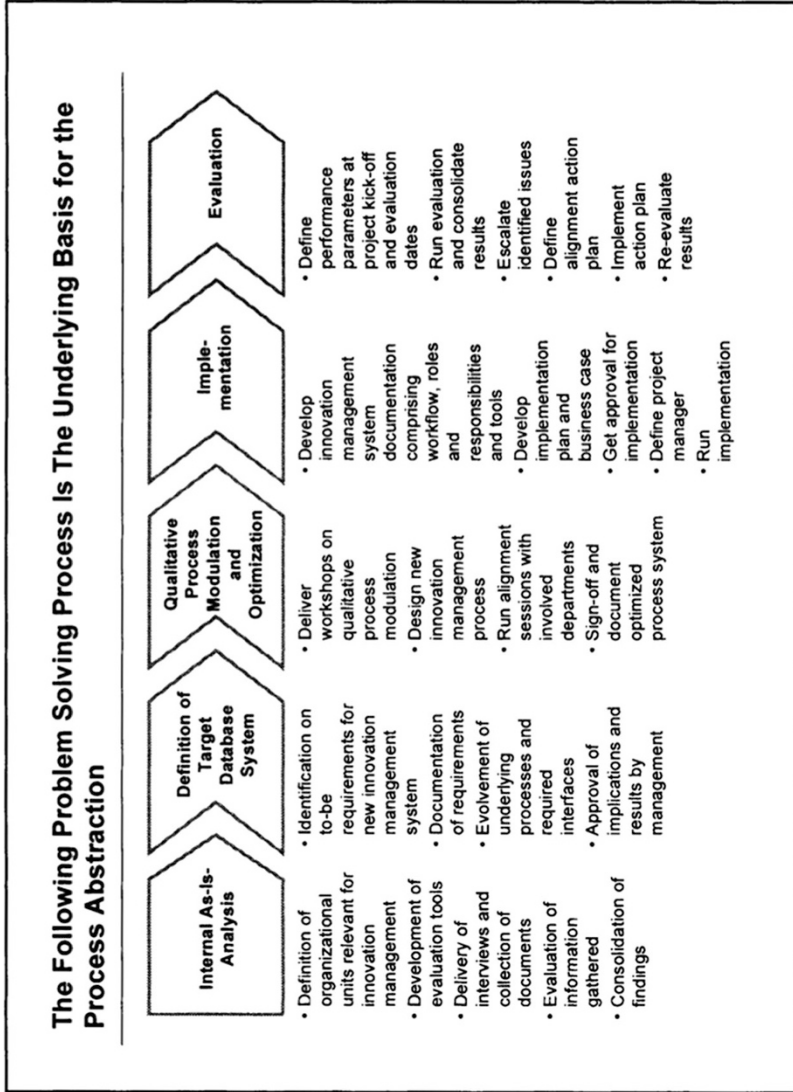 The Following Problem Solving Process Is The Underlying Basis for the
Process Abstraction
Internal As-Is-
Analysis
• Definition of
organizational
units relevant for
innovation
management
• Development of
evaluation tools
• Delivery of
interviews and
collection of
documents
• Evaluation of
information
gathered
• Consolidation of
findings
Definition of
Target
Database
System
• Identification on
to-be
requirements for
new innovation
management
system
• Documentation
of requirements
• Evolvement of
underlying
processes and
required
interfaces
• Approval of
implications and
results by
management
Qualitative
Process
Modulation
and
Optimization
• Deliver
workshops on
qualitative
process
modulation
• Design new
innovation
management
process
• Run alignment
sessions with
involved
departments
• Sign-off and
document
optimized
process system
Imple-
mentation
• Develop
innovation
management
system
documentation
comprising
workflow, roles
and
responsibilities
and tools
• Develop
implementation
plan and
business case
• Get approval for
implementation
• Define project
manager
• Run
implementation
Evaluation
• Define
performance
parameters at
project kick-off
and evaluation
dates
• Run evaluation
and consolidate
results
• Escalate
identified issues
• Define
alignment action
plan
• Implement
action plan
• Re-evaluate
results